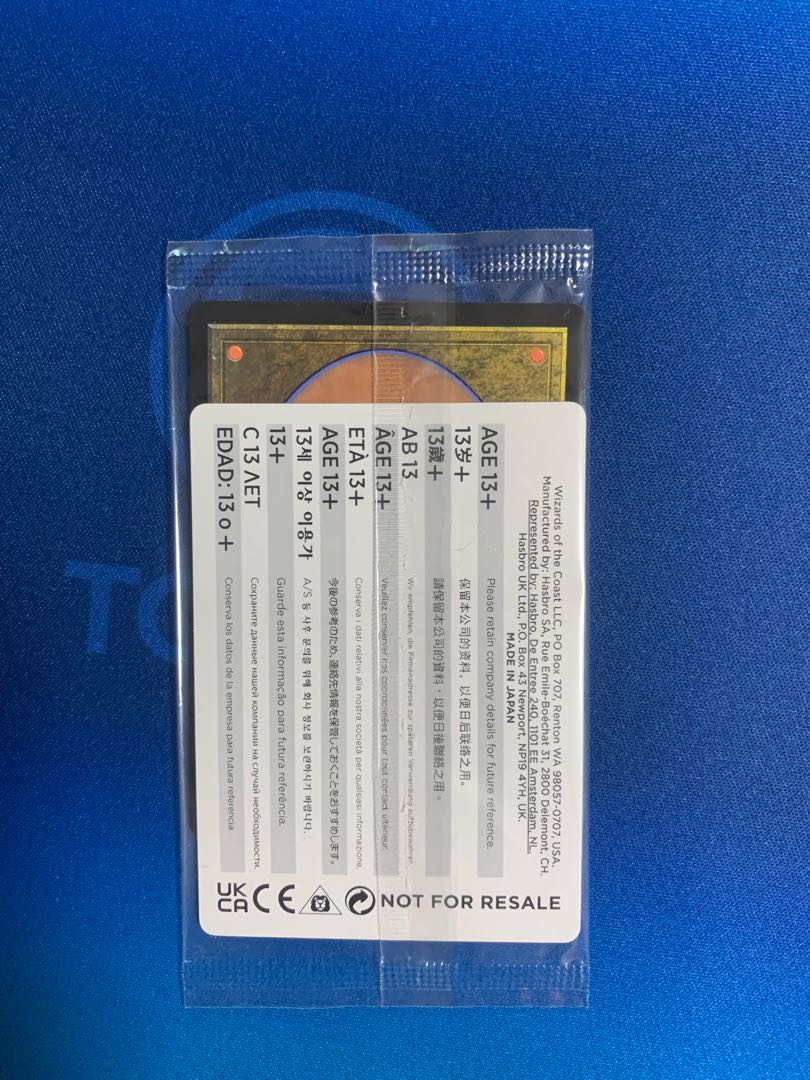 Wizards of the Coast LLC, PO Box 707, Renton WA 98057-0707, USA.
Manufactured by: Hasbro SA, Rue Emile-Boéchat 31, 2800 Delemont, CH.
Represented by: Hasbro, De Entree 240, 1101 EE Amsterdam, NL.
Hasbro UK Ltd., P.O. Box 43 Newport, NP19 4YH, UK.
MADE IN JAPAN
AGE 13+ Please retain company details for future reference.
13岁+ 保留本公司的资料，以便日后联络之用。
13歲+ 請保留本公司的資料，以便日後聯絡之用。
AB 13 Wir empfehlen, die Firmenadresse zur späteren Verwendung aufzubewahren.
ÂGE 13+ Veuillez conserver nos coordonnées pour tout contact ultérieur.
ETÀ 13+ Conserva i dati relativi alla nostra società per qualsiasi informazione.
AGE 13+ 今後の参考のため、連絡先情報を保管しておくことをおすすめします。
13세 이상 이용가 A/S 등 사후 문의를 위해 회사 정보를 보관하시기 바랍니다.
13+ Guarde esta informação para futura referência.
С 13 ЛЕТ Сохраните данные нашей компании на случай необходимости.
EDAD: 13 o + Conserva los datos de la empresa para futura referencia.
UK
CA CE NOT FOR RESALE
TO